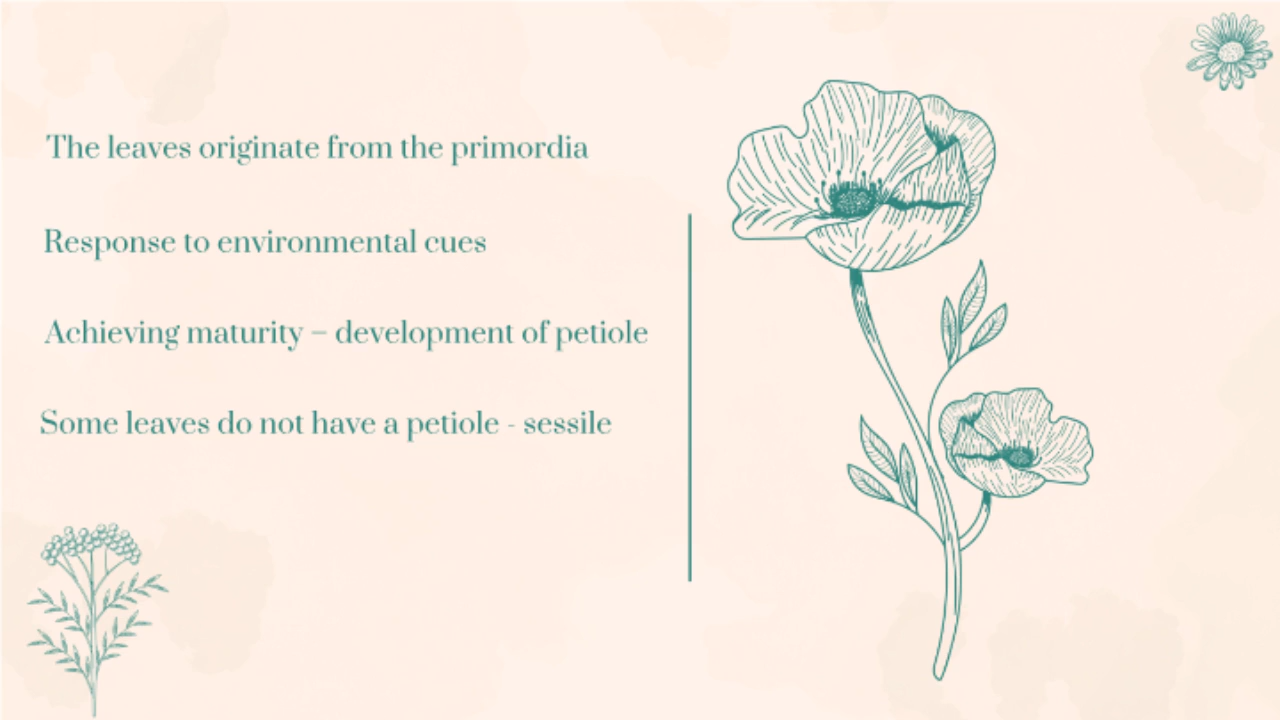 The leaves originate from the primordia
Response to environmental cues
Achieving maturity – development of petiole
Some leaves do not have a petiole - sessile